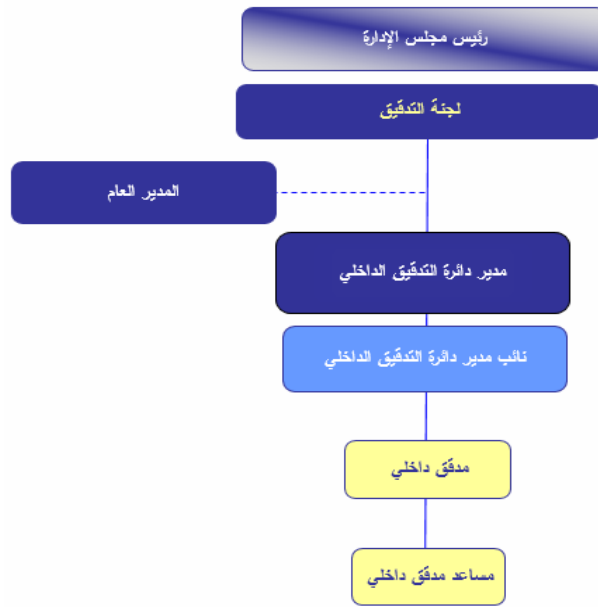 رئيس مجلس الإدارة
لجنة التدقيق
المدير العام
مدير دائرة التدقيق الداخلي
نائب مدير دائرة التدقيق الداخلي
مدقق داخلي
مساعد مدقق داخلي